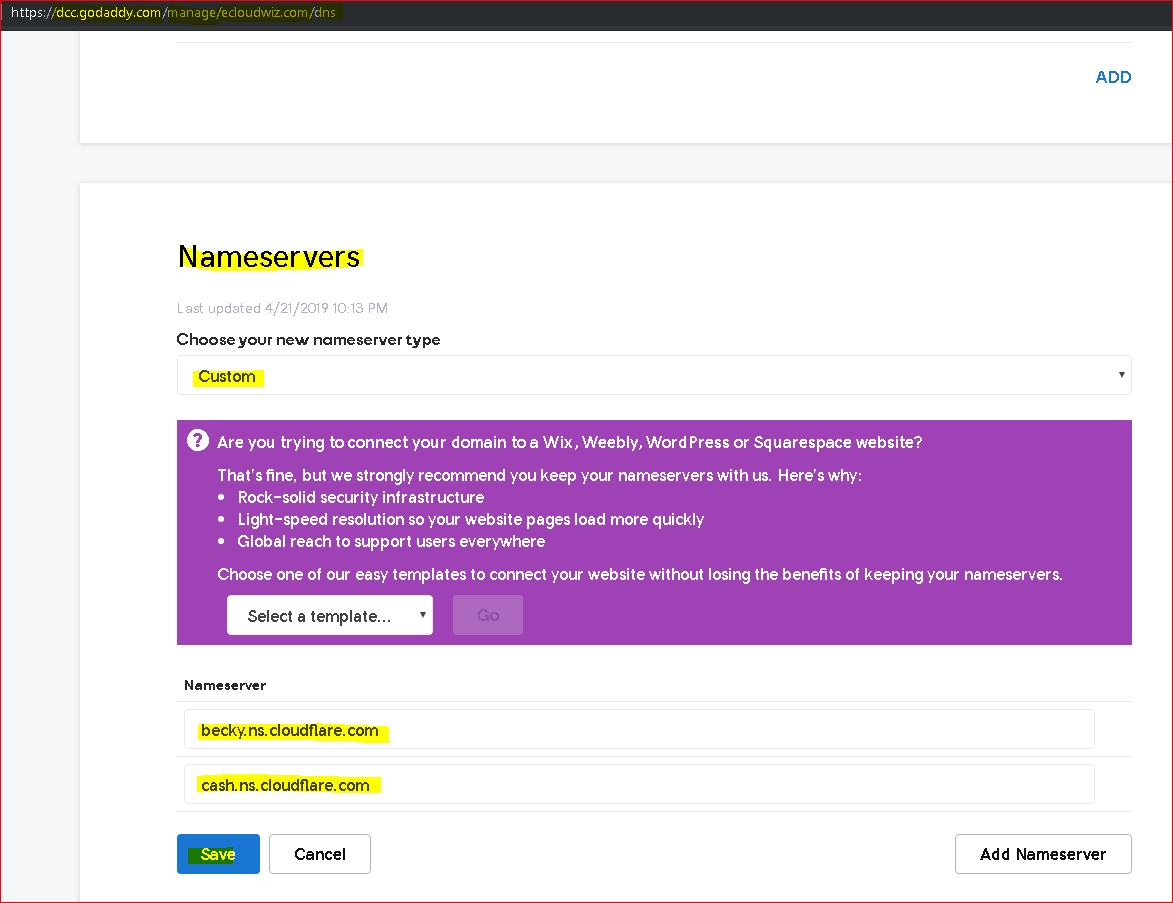 https://dcc.godaddy.com/manage/ecloudwiz.com/dns
ADD
Nameservers
Last updated 4/21/2019 10:13 PM
Choose your new nameserver type
Custom
Are you trying to connect your domain to a Wix, Weebly, WordPress or Squarespace website?
That's fine, but we strongly recommend you keep your nameservers with us. Here's why:
• Rock-solid security infrastructure
• Light-speed resolution so your website pages load more quickly
• Global reach to support users everywhere
Choose one of our easy templates to connect your website without losing the benefits of keeping your nameservers.
Select a template... Go
Nameserver
becky.ns.cloudflare.com
cash.ns.cloudflare.com
Save Cancel Add Nameserver